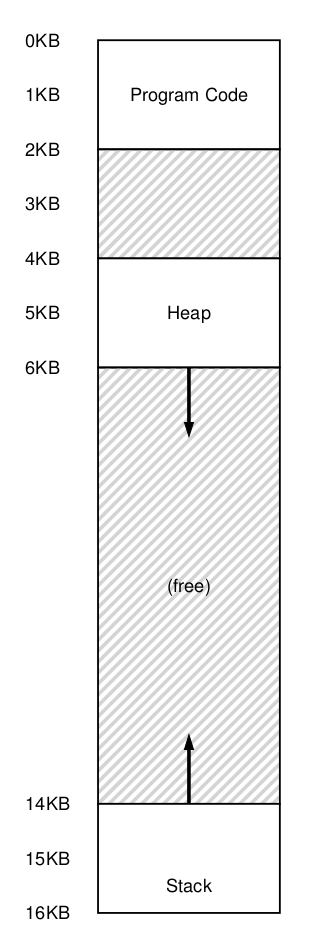 0KB
1KB
Program Code
2KB
3KB
4KB
5KB
Heap
6KB
(free)
14KB
15KB
Stack
16KB